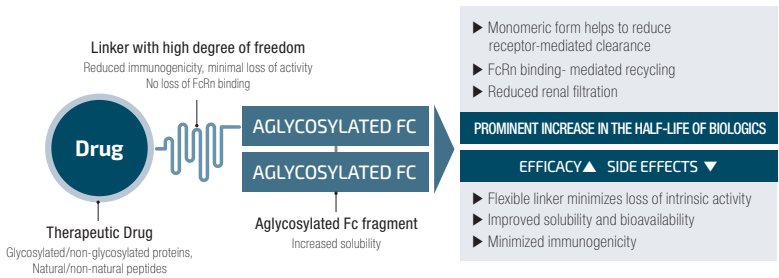 Linker with high degree of freedom
Reduced immunogenicity, minimal loss of activity
No loss of FcRn binding
Drug
AGLYCOSYLATED FC
AGLYCOSYLATED FC
Therapeutic Drug
Glycosylated/non-glycosylated proteins,
Natural/non-natural peptides
Aglycosylated Fc fragment
Increased solubility
▶ Monomeric form helps to reduce
receptor-mediated clearance
▶ FcRn binding- mediated recycling
▶ Reduced renal filtration
PROMINENT INCREASE IN THE HALF-LIFE OF BIOLOGICS
EFFICACY▲ SIDE EFFECTS ▼
▶ Flexible linker minimizes loss of intrinsic activity
▶ Improved solubility and bioavailability
▶ Minimized immunogenicity